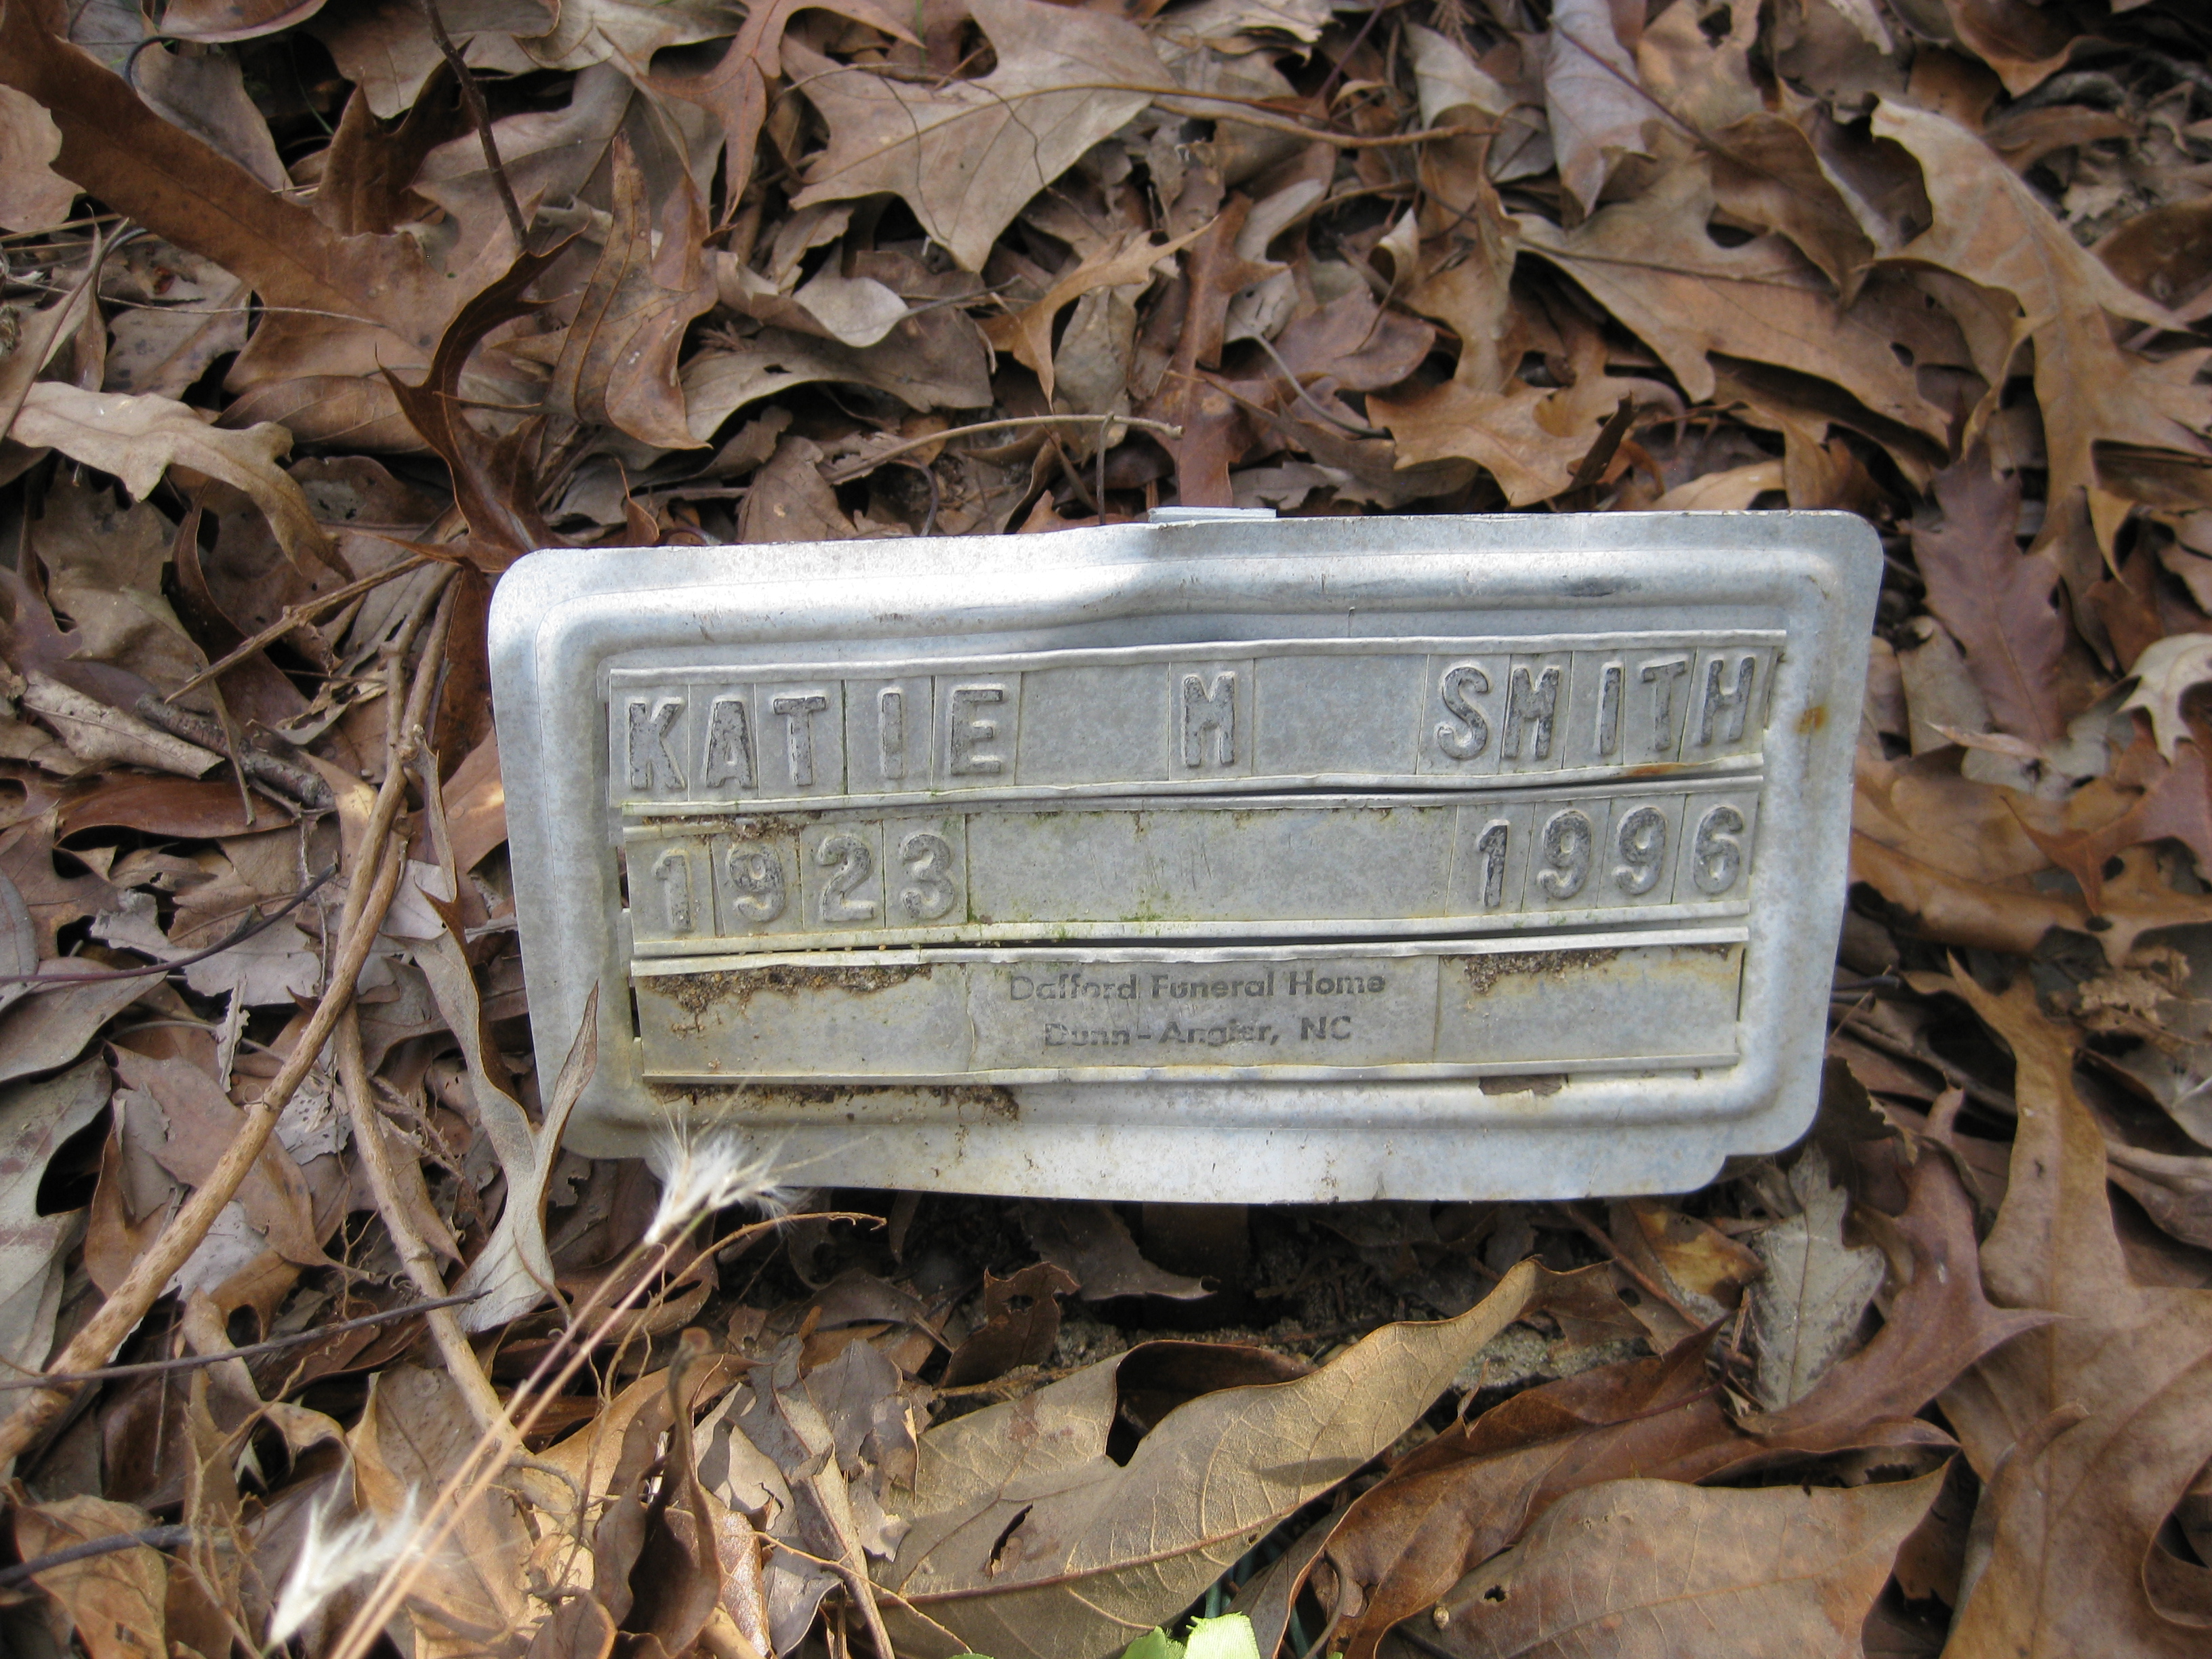 KATIE M SMITH
1923 1996
Dafford Funeral Home
Dunn-Angier, NC